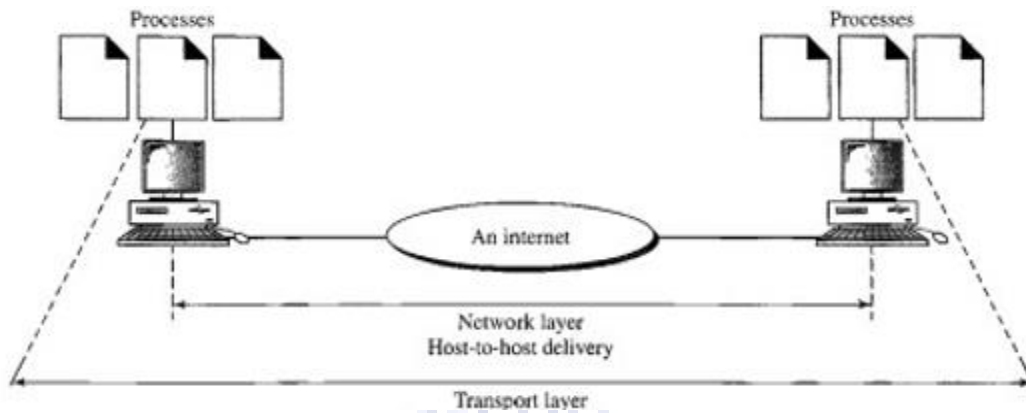 Processes
Processes
An internet
Network layer
Host-to-host delivery
Transport layer